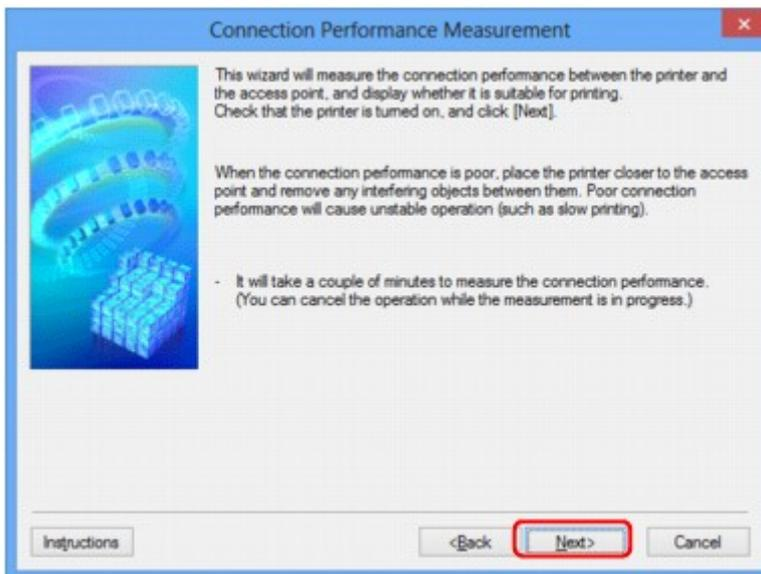 Connection Performance Measurement
This wizard will measure the connection performance between the printer and
the access point, and display whether it is suitable for printing.
Check that the printer is turned on, and click [Next].
When the connection performance is poor, place the printer closer to the access
point and remove any interfering objects between them. Poor connection
performance will cause unstable operation (such as slow printing).
- It will take a couple of minutes to measure the connection performance.
(You can cancel the operation while the measurement is in progress.)
Instructions
<Back
Next>
Cancel